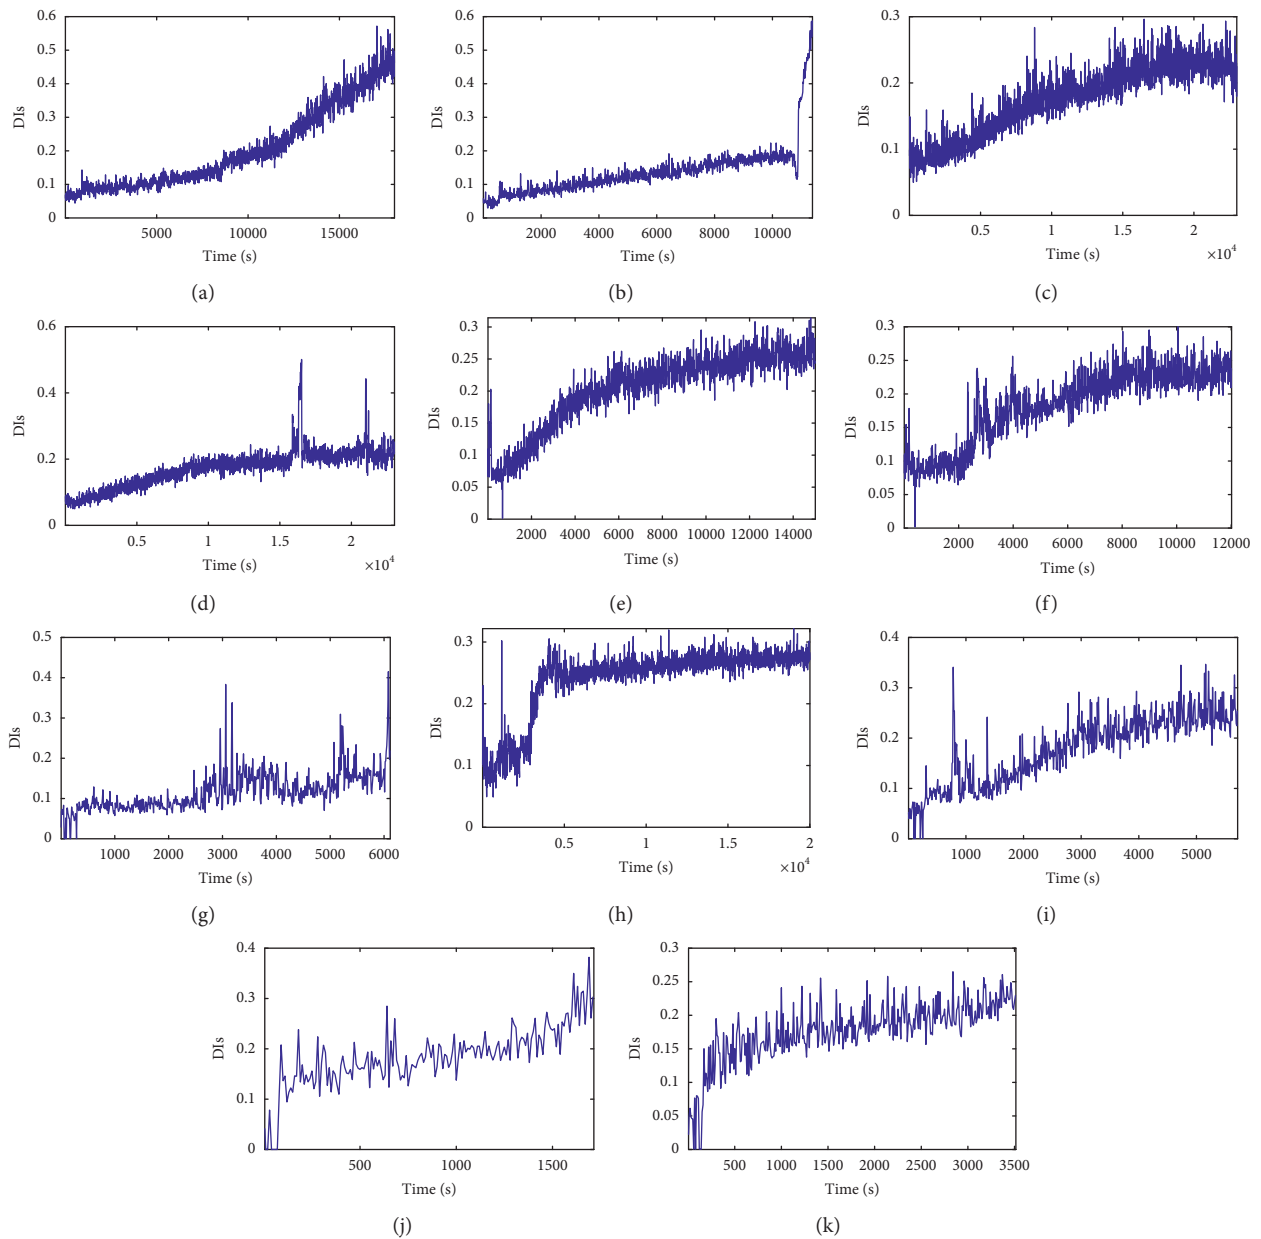 0.6
0.5
0.4
0.3
0.2
0.1
0
DIs
5000 10000 15000
Time (s)
(a)
0.6
0.5
0.4
0.3
0.2
0.1
0
DIs
2000 4000 6000 8000 10000
Time (s)
(b)
0.3
0.2
0.1
0
DIs
0.5 1 1.5 2
Time (s) ×10⁴
(c)
0.6
0.4
0.2
0
DIs
0.5 1 1.5 2
Time (s) ×10⁴
(d)
0.3
0.25
0.2
0.15
0.1
0.05
0
DIs
2000 4000 6000 8000 10000 12000 14000
Time (s)
(e)
0.3
0.25
0.2
0.15
0.1
0.05
0
DIs
2000 4000 6000 8000 10000 12000
Time (s)
(f)
0.5
0.4
0.3
0.2
0.1
0
DIs
1000 2000 3000 4000 5000 6000
Time (s)
(g)
0.3
0.2
0.1
0
DIs
0.5 1 1.5 2
Time (s) ×10⁴
(h)
0.4
0.3
0.2
0.1
0
DIs
1000 2000 3000 4000 5000
Time (s)
(i)
0.4
0.3
0.2
0.1
0
DIs
500 1000 1500
Time (s)
(j)
0.3
0.25
0.2
0.15
0.1
0.05
0
DIs
500 1000 1500 2000 2500 3000 3500
Time (s)
(k)